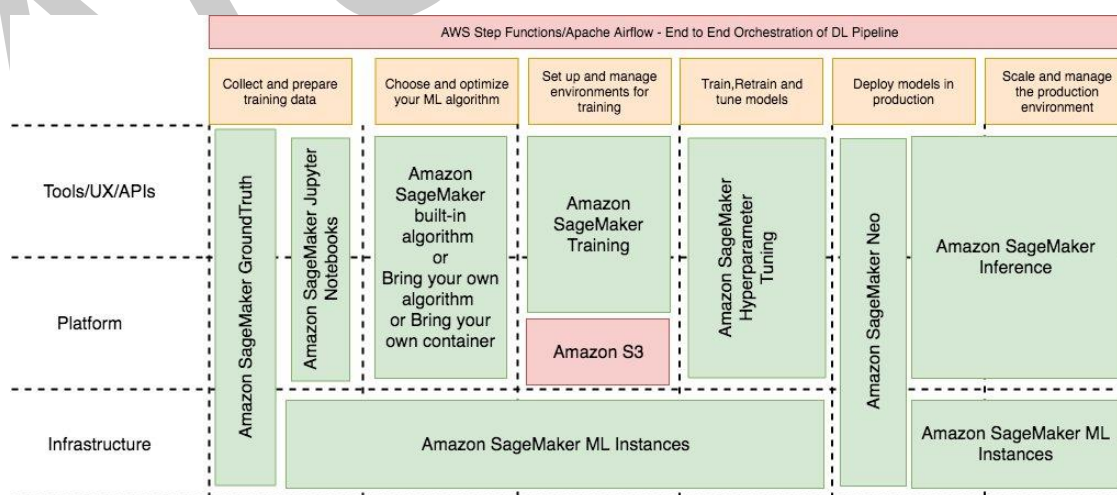 AWS Step Functions/Apache Airflow - End to End Orchestration of DL Pipeline
Collect and prepare
training data
Choose and optimize
your ML algorithm
Set up and manage
environments for
training
Train,Retrain and
tune models
Deploy models in
production
Scale and manage
the production
environment
Tools/UX/APIs
Platform
Infrastructure
Amazon SageMaker GroundTruth
Amazon SageMaker Jupyter
Notebooks
Amazon
SageMaker
built-in
algorithm
or
Bring your own
algorithm
or Bring your
own container
Amazon
SageMaker
Training
Amazon S3
Amazon SageMaker
Hyperparameter
Tuning
Amazon SageMaker Neo
Amazon SageMaker
Inference
Amazon SageMaker ML Instances
Amazon SageMaker ML
Instances